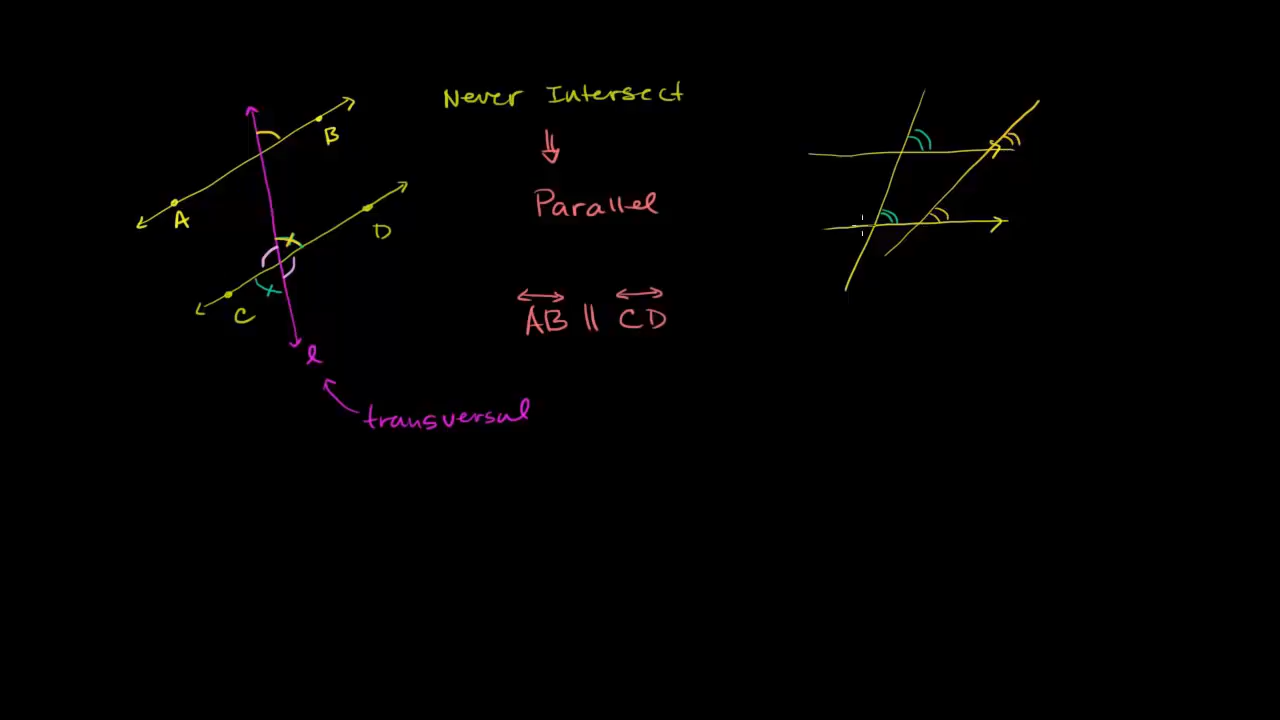 Never Intersect
B
Parallel
A
D
C
AB || CD
l
transversal
x
x